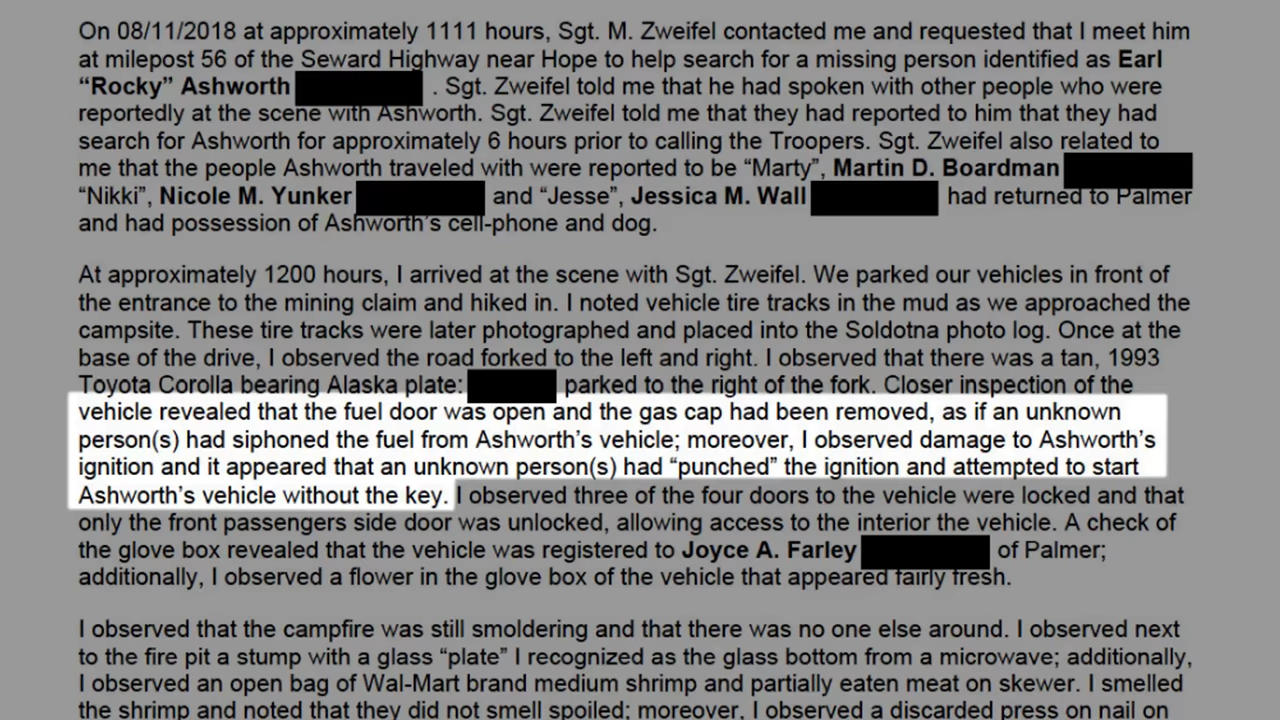 On 08/11/2018 at approximately 1111 hours, Sgt. M. Zweifel contacted me and requested that I meet him
at milepost 56 of the Seward Highway near Hope to help search for a missing person identified as Earl
“Rocky” Ashworth . Sgt. Zweifel told me that he had spoken with other people who were
reportedly at the scene with Ashworth. Sgt. Zweifel told me that they had reported to him that they had
search for Ashworth for approximately 6 hours prior to calling the Troopers. Sgt. Zweifel also related to
me that the people Ashworth traveled with were reported to be “Marty”, Martin D. Boardman
“Nikki”, Nicole M. Yunker and “Jesse”, Jessica M. Wall had returned to Palmer
and had possession of Ashworth’s cell-phone and dog.
At approximately 1200 hours, I arrived at the scene with Sgt. Zweifel. We parked our vehicles in front of
the entrance to the mining claim and hiked in. I noted vehicle tire tracks in the mud as we approached the
campsite. These tire tracks were later photographed and placed into the Soldotna photo log. Once at the
base of the drive, I observed the road forked to the left and right. I observed that there was a tan, 1993
Toyota Corolla bearing Alaska plate: parked to the right of the fork. Closer inspection of the
vehicle revealed that the fuel door was open and the gas cap had been removed, as if an unknown
person(s) had siphoned the fuel from Ashworth’s vehicle; moreover, I observed damage to Ashworth’s
ignition and it appeared that an unknown person(s) had “punched” the ignition and attempted to start
Ashworth’s vehicle without the key. I observed three of the four doors to the vehicle were locked and that
only the front passengers side door was unlocked, allowing access to the interior the vehicle. A check of
the glove box revealed that the vehicle was registered to Joyce A. Farley of Palmer;
additionally, I observed a flower in the glove box of the vehicle that appeared fairly fresh.
I observed that the campfire was still smoldering and that there was no one else around. I observed next
to the fire pit a stump with a glass “plate” I recognized as the glass bottom from a microwave; additionally,
I observed an open bag of Wal-Mart brand medium shrimp and partially eaten meat on skewer. I smelled
the shrimp and noted that they did not smell spoiled; moreover, I observed a discarded press on nail on